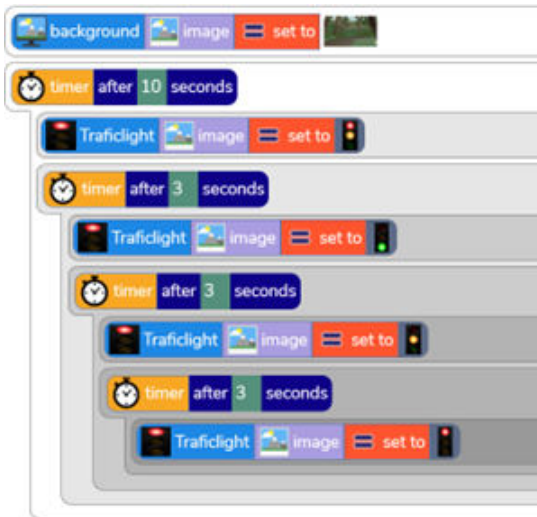 background image = set to
timer after 10 seconds
Traficlight image = set to
timer after 3 seconds
Traficlight image = set to
timer after 3 seconds
Traficlight image = set to
timer after 3 seconds
Traficlight image = set to